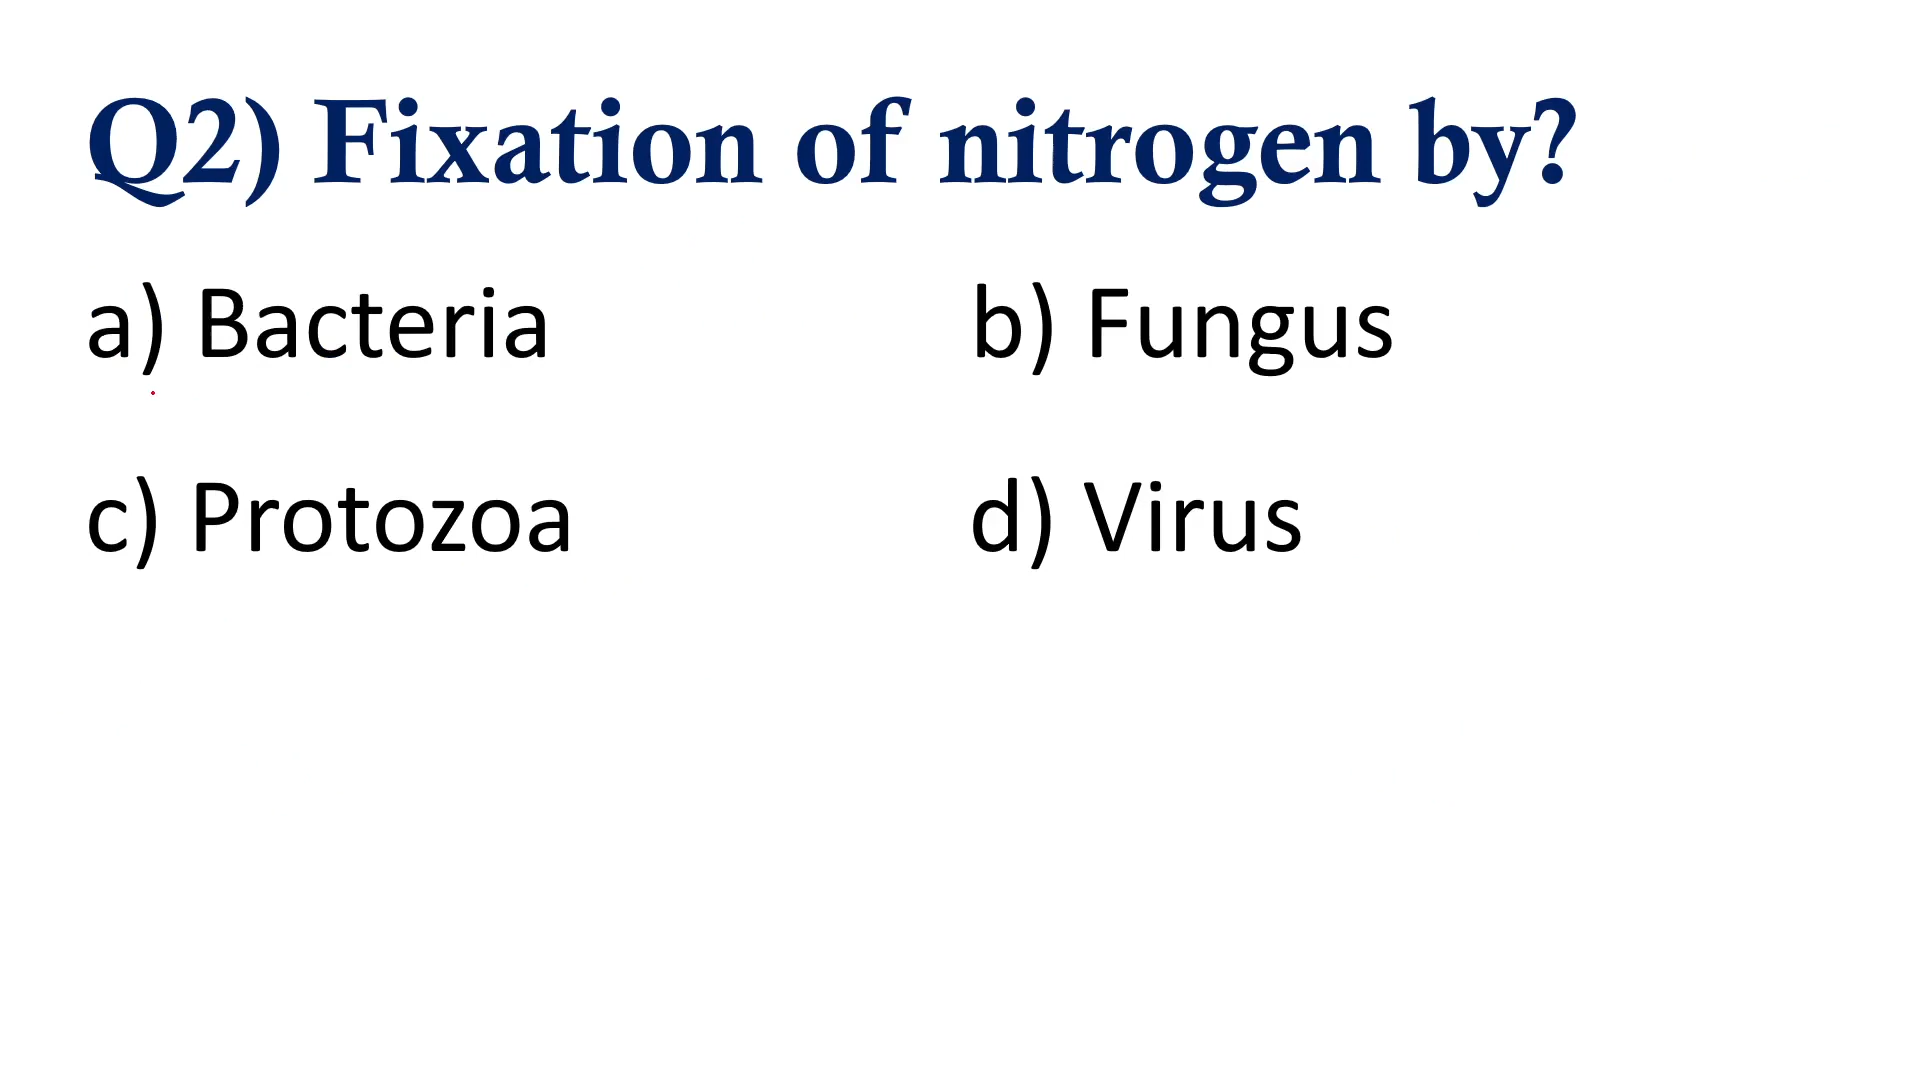 Q2) Fixation of nitrogen by?
a) Bacteria b) Fungus
c) Protozoa d) Virus